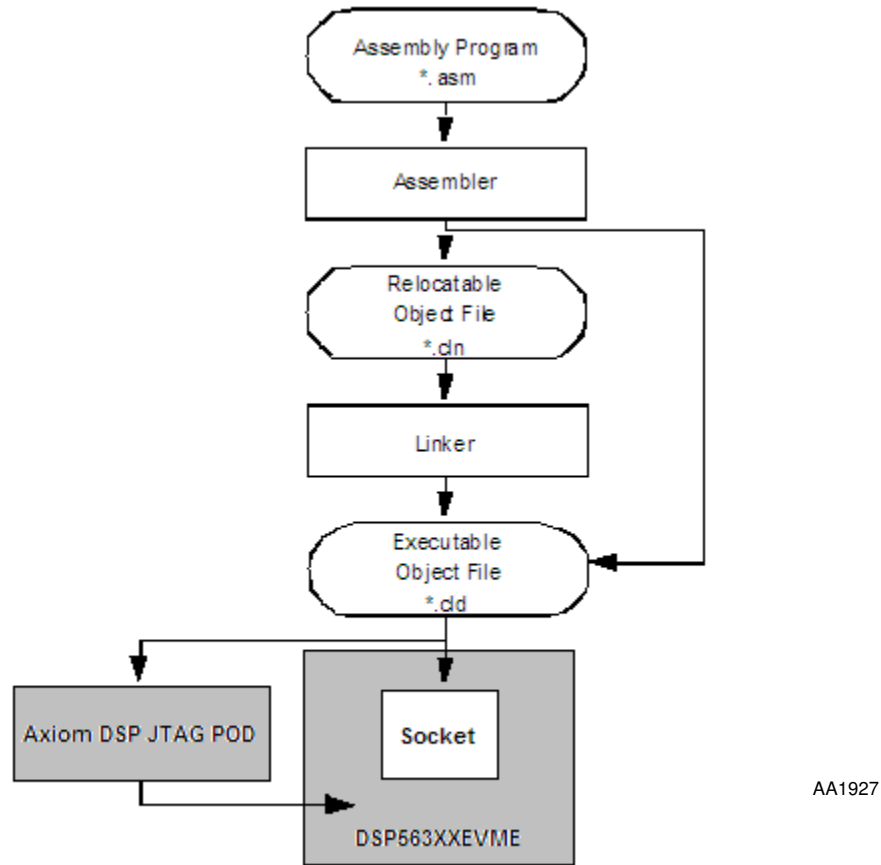 Assembly Program
*.asm
Assembler
Relocatable
Object File
*.cln
Linker
Executable
Object File
*.cld
Axiom DSP JTAG POD
Socket
DSP563XXEVME
AA1927